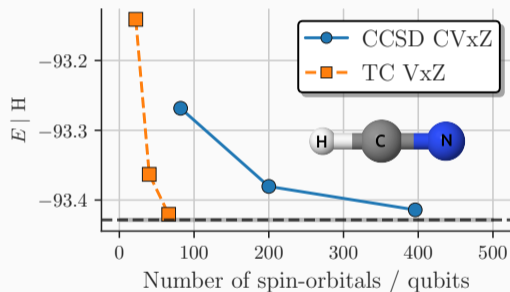 CCSD CVxZ
TC VxZ
−93.2
−93.3
−93.4
E | H
H C N
0 100 200 300 400 500
Number of spin-orbitals / qubits